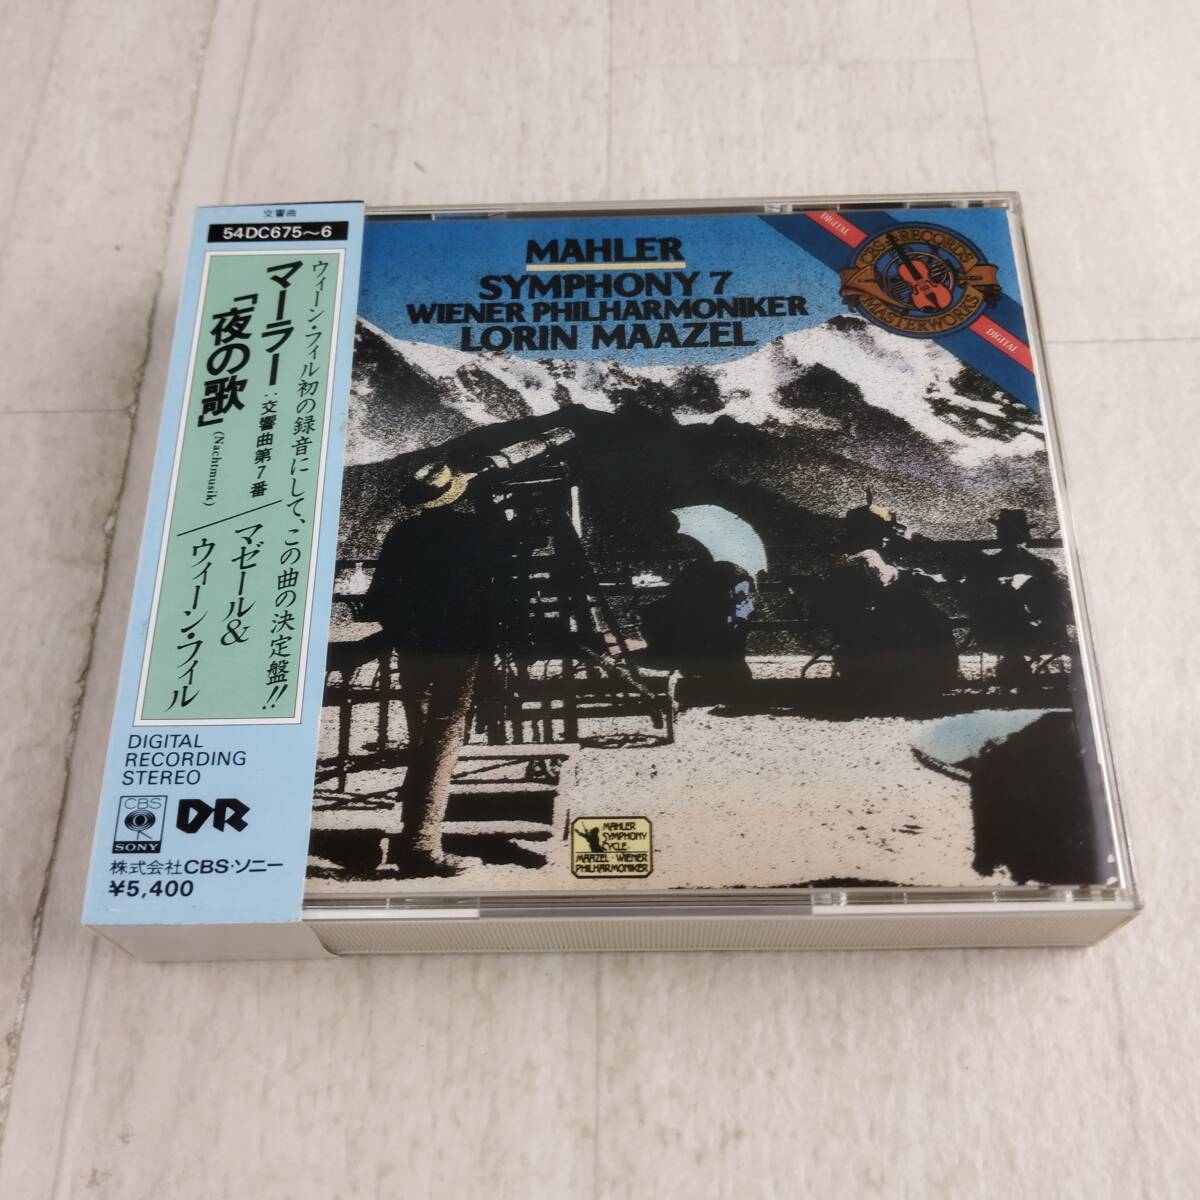 交響曲
54DC675~6
ウィーン・フィル初の録音にして、この曲の決定盤!!
マーラー:交響曲第7番
「夜の歌」(Nachtmusik)
マゼール&
ウィーン・フィル
DIGITAL
RECORDING
STEREO
CBS
SONY
DR
株式会社CBS・ソニー
¥5,400
MAHLER
SYMPHONY 7
WIENER PHILHARMONIKER
LORIN MAAZEL
DIGITAL
CBS RECORDS
MASTERWORKS
DIGITAL
MAHLER
SYMPHONY
CYCLE
MAAZEL · WIENER
PHILHARMONIKER